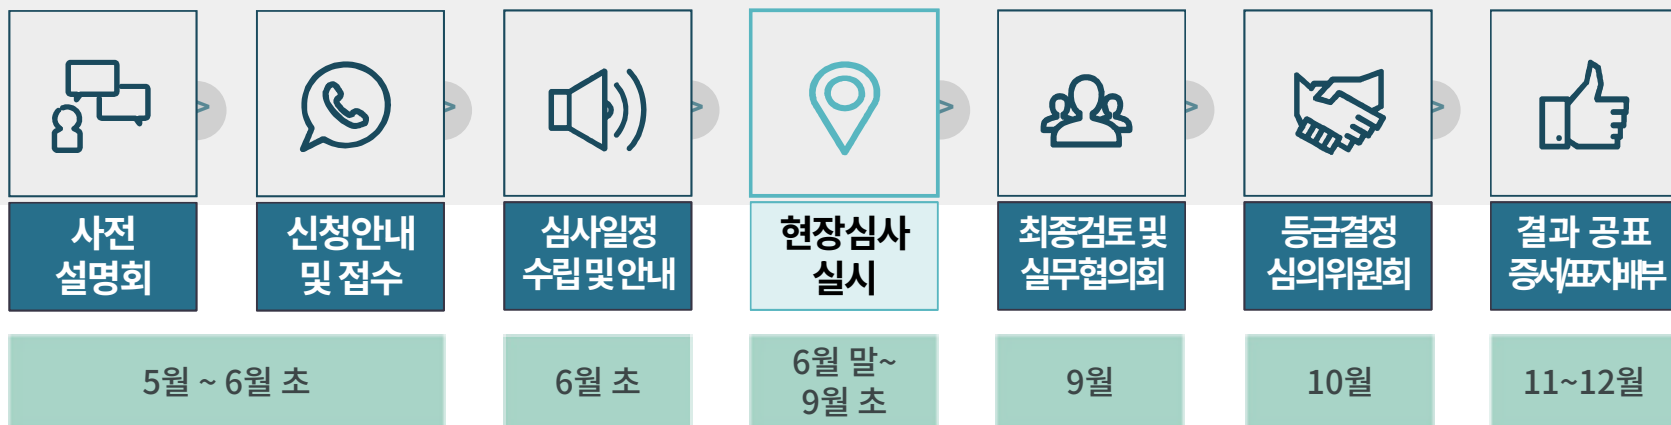 사전
설명회
신청안내
및 접수
심사일정
수립 및 안내
현장심사
실시
최종검토 및
실무협의회
등급결정
심의위원회
결과 공표
증서/표지배부
5월 ~ 6월 초
6월 초
6월 말~
9월 초
9월
10월
11~12월